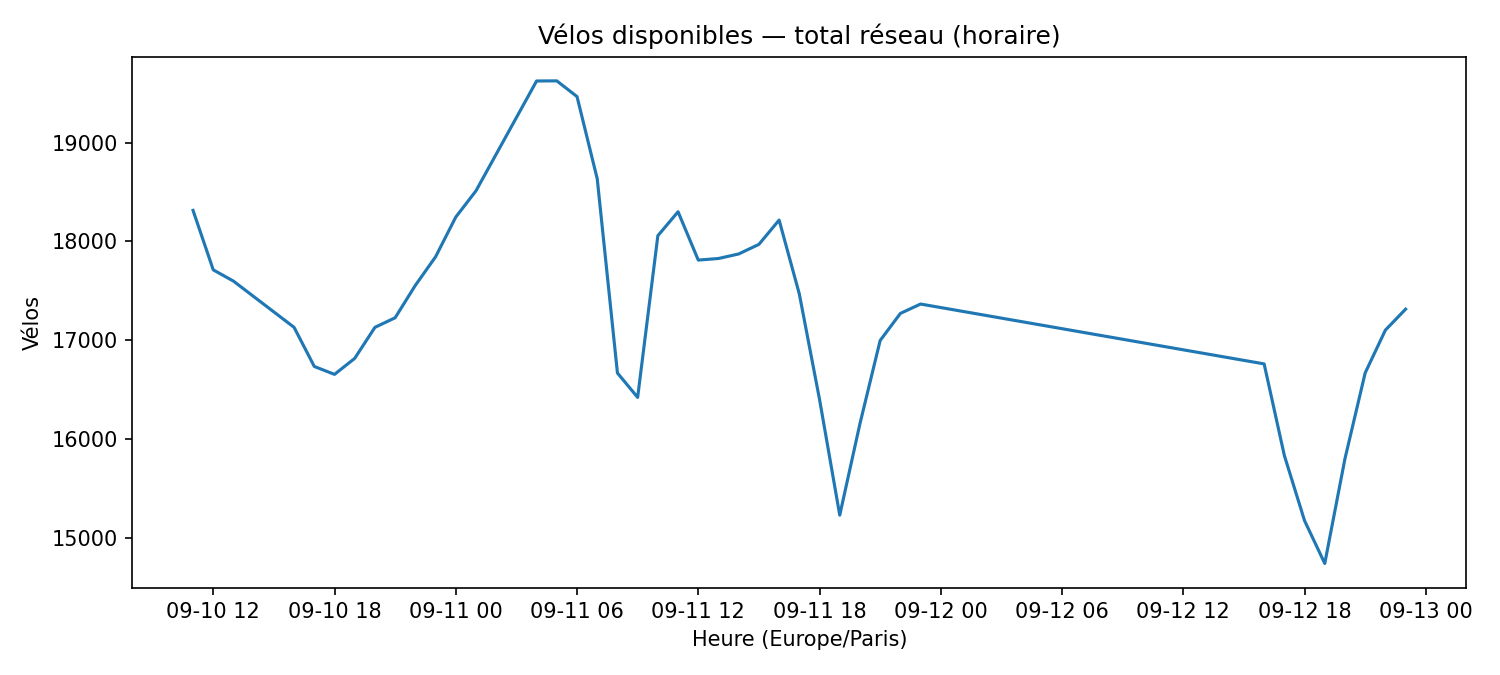 Vélos disponibles — total réseau (horaire)
Vélos
19000
18000
17000
16000
15000
09-10 12 09-10 18 09-11 00 09-11 06 09-11 12 09-11 18 09-12 00 09-12 06 09-12 12 09-12 18 09-13 00
Heure (Europe/Paris)